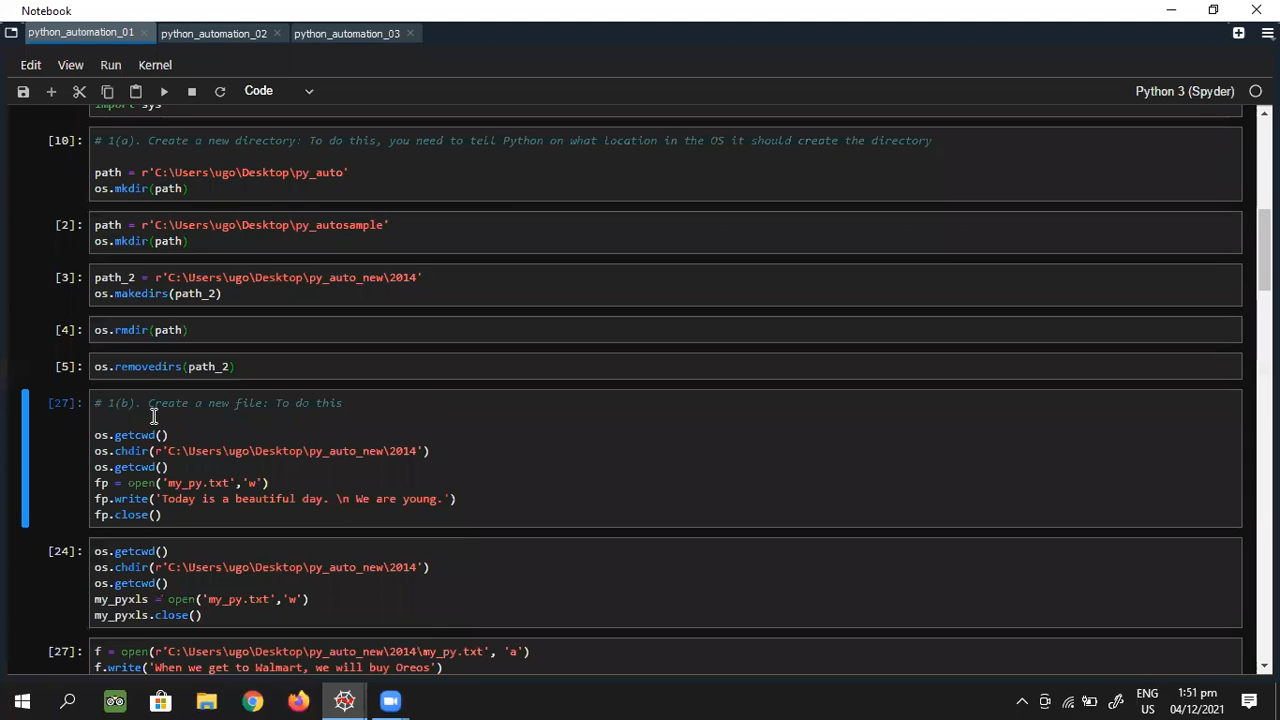 Notebook
python_automation_01
python_automation_02
python_automation_03
Edit View Run Kernel
Code
Python 3 (Spyder)
import sys
[10]: # 1(a). Create a new directory: To do this, you need to tell Python on what location in the OS it should create the directory
path = r'C:\Users\ugo\Desktop\py_auto'
os.mkdir(path)
[2]: path = r'C:\Users\ugo\Desktop\py_autosample'
os.mkdir(path)
[3]: path_2 = r'C:\Users\ugo\Desktop\py_auto_new\2014'
os.makedirs(path_2)
[4]: os.rmdir(path)
[5]: os.removedirs(path_2)
[27]: # 1(b). Create a new file: To do this
os.getcwd()
os.chdir(r'C:\Users\ugo\Desktop\py_auto_new\2014')
os.getcwd()
fp = open('my_py.txt','w')
fp.write('Today is a beautiful day. \n We are young.')
fp.close()
[24]: os.getcwd()
os.chdir(r'C:\Users\ugo\Desktop\py_auto_new\2014')
os.getcwd()
my_pyxls = open('my_py.txt','w')
my_pyxls.close()
[27]: f = open(r'C:\Users\ugo\Desktop\py_auto_new\2014\my_py.txt', 'a')
f.write('When we get to Walmart, we will buy Oreos')
ENG
US
1:51 pm
04/12/2021